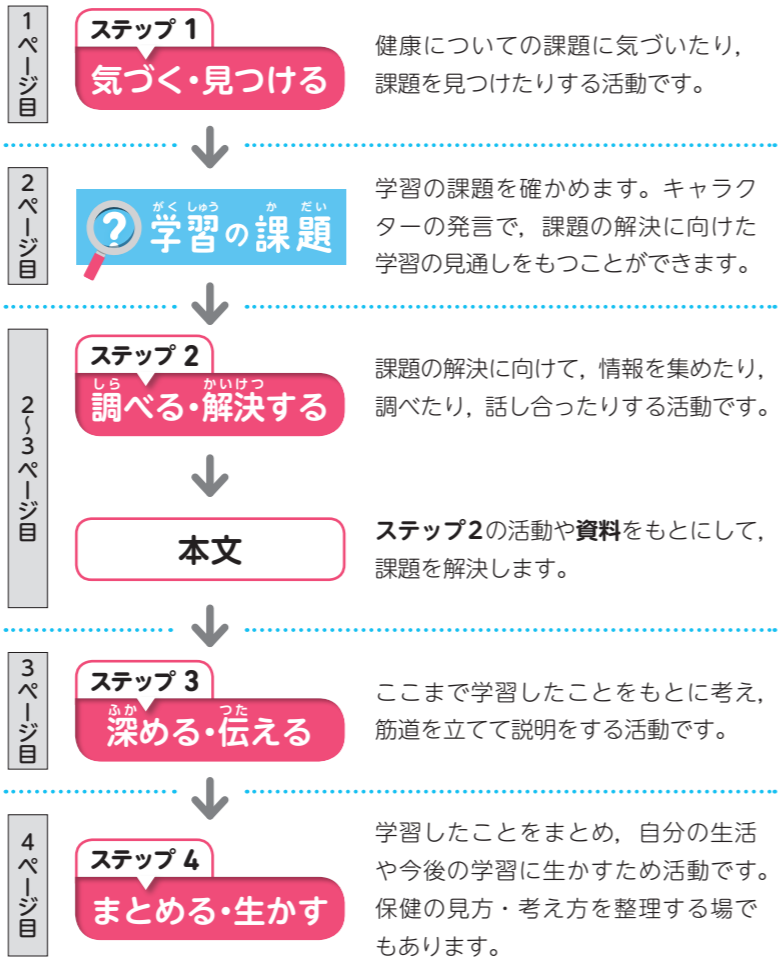 1ページ目
ステップ 1
気づく・見つける
健康についての課題に気づいたり，
課題を見つけたりする活動です。
2ページ目
がくしゅう かだい
? 学習の課題
学習の課題を確かめます。キャラク
ターの発言で，課題の解決に向けた
学習の見通しをもつことができます。
2〜3ページ目
ステップ 2
しら かいけつ
調べる・解決する
課題の解決に向けて，情報を集めたり，
調べたり，話し合ったりする活動です。
本文
ステップ2の活動や資料をもとにして，
課題を解決します。
3ページ目
ステップ 3
ふか つた
深める・伝える
ここまで学習したことをもとに考え，
筋道を立てて説明をする活動です。
4ページ目
ステップ 4
まとめる・生かす
学習したことをまとめ，自分の生活
や今後の学習に生かすため活動です。
保健の見方・考え方を整理する場で
もあります。